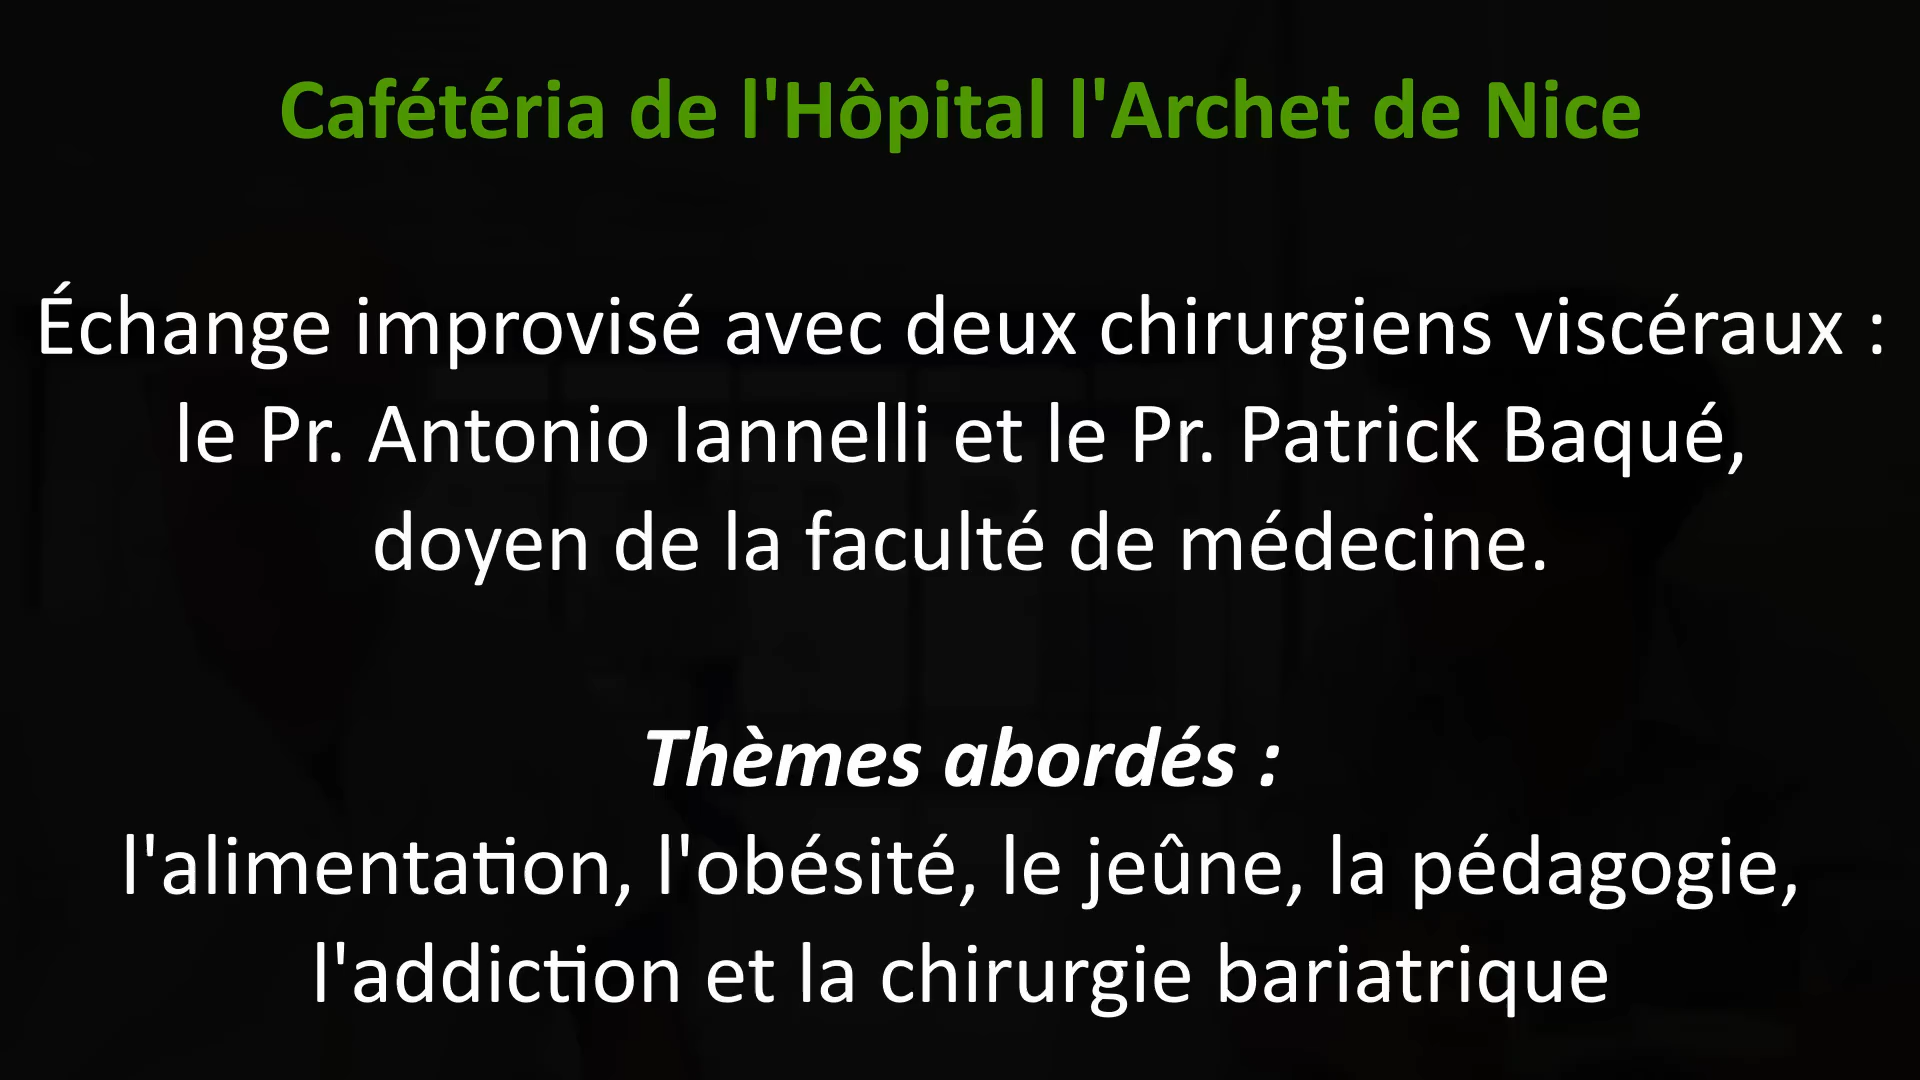 Cafétéria de l'Hôpital l'Archet de Nice
Échange improvisé avec deux chirurgiens viscéraux :
le Pr. Antonio Iannelli et le Pr. Patrick Baqué,
doyen de la faculté de médecine.
Thèmes abordés :
l'alimentation, l'obésité, le jeûne, la pédagogie,
l'addiction et la chirurgie bariatrique